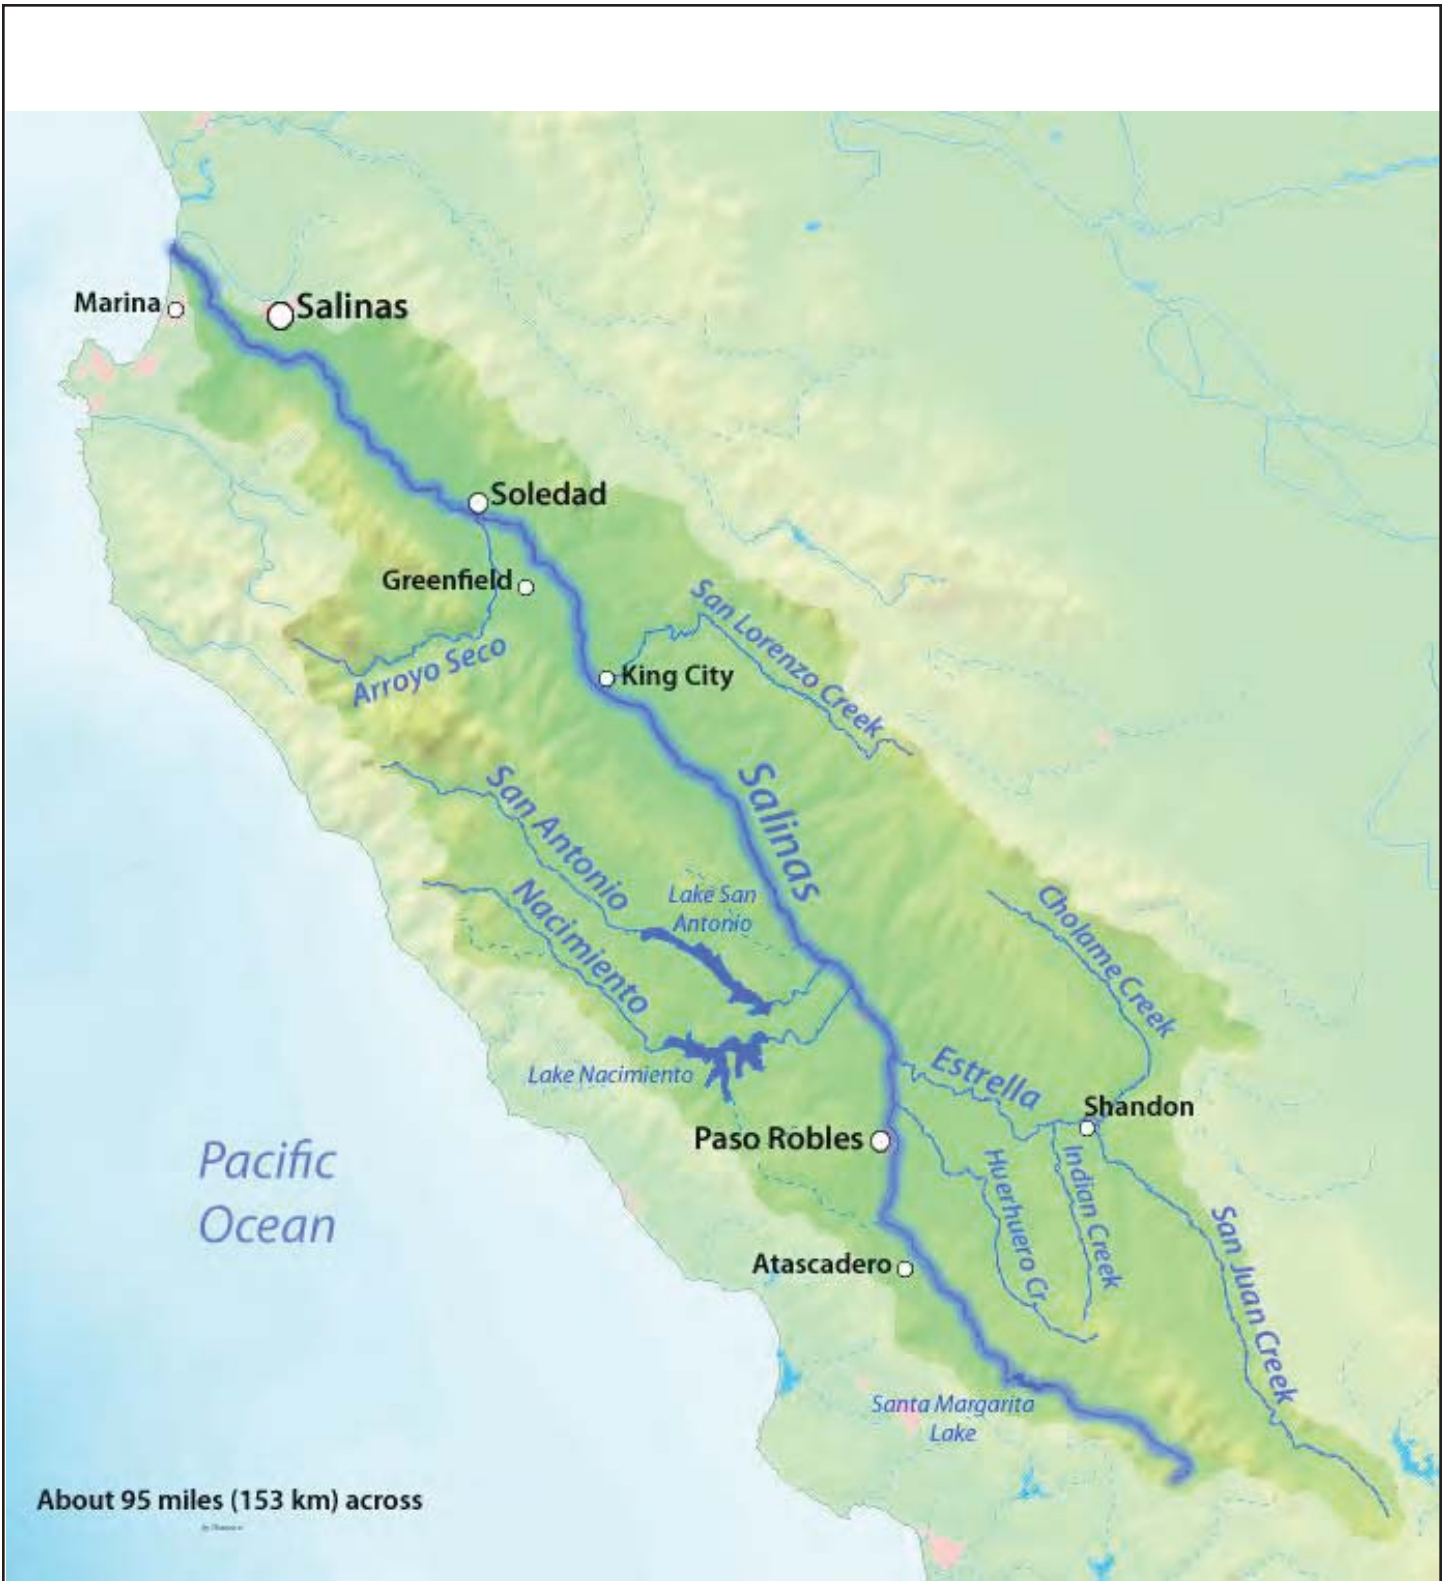 Marina
Salinas
Soledad
Greenfield
San Lorenzo Creek
Arroyo Seco
King City
San Antonio
Salinas
Nacimiento
Lake San
Antonio
Cholame Creek
Lake Nacimiento
Estrella
Shandon
Paso Robles
Pacific
Ocean
Huerhuero Cr.
Indian Creek
San Juan Creek
Atascadero
Santa Margarita
Lake
About 95 miles (153 km) across